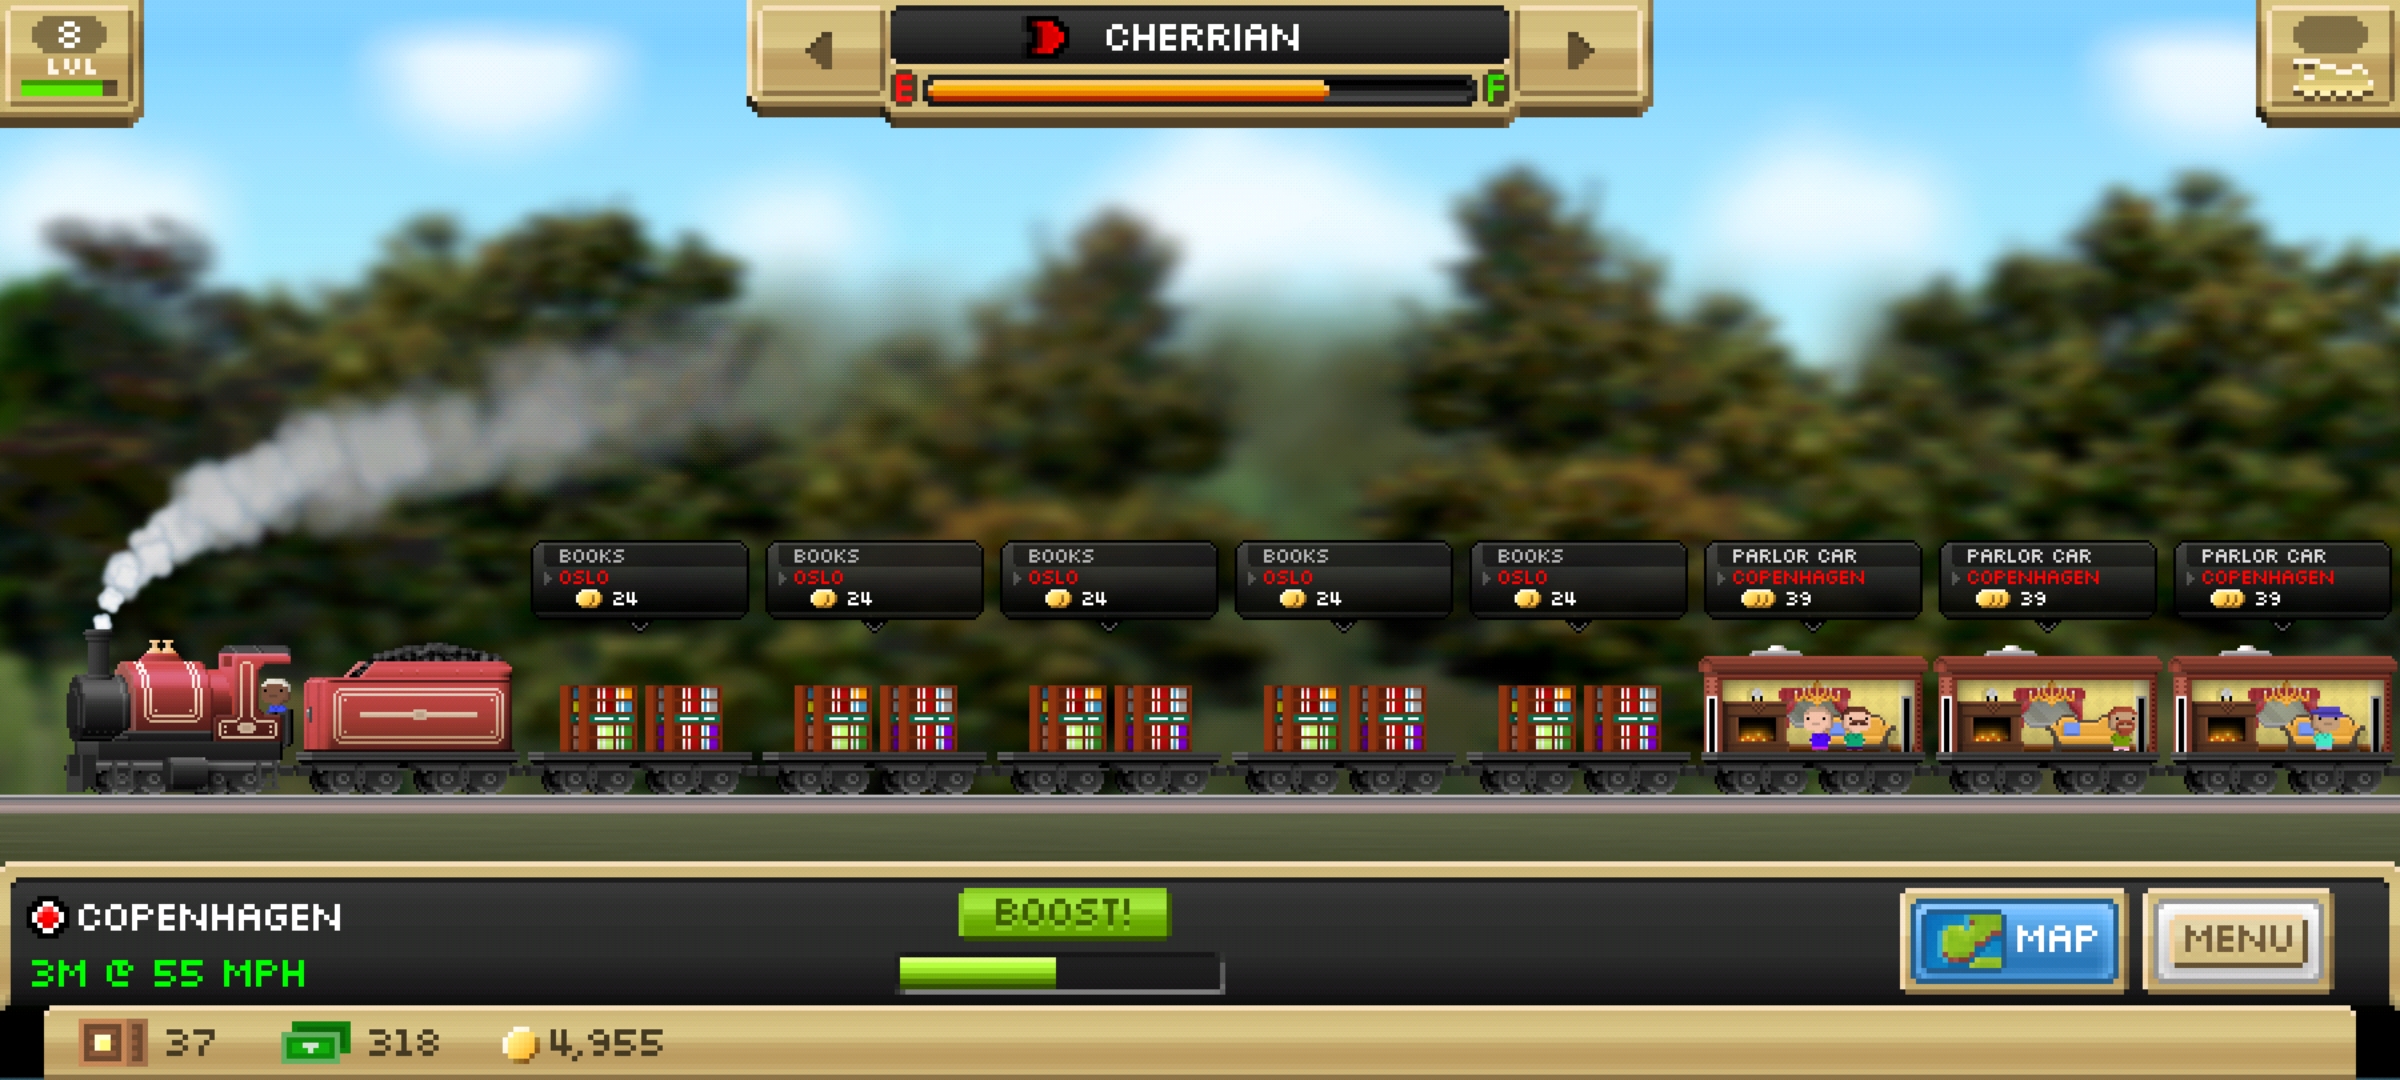 8
LVL
CHERRIAN
E F
BOOKS
OSLO
24
BOOKS
OSLO
24
BOOKS
OSLO
24
BOOKS
OSLO
24
BOOKS
OSLO
24
PARLOR CAR
COPENHAGEN
39
PARLOR CAR
COPENHAGEN
39
PARLOR CAR
COPENHAGEN
39
COPENHAGEN
3M @ 55 MPH
BOOST!
MAP
MENU
37 318 4,955